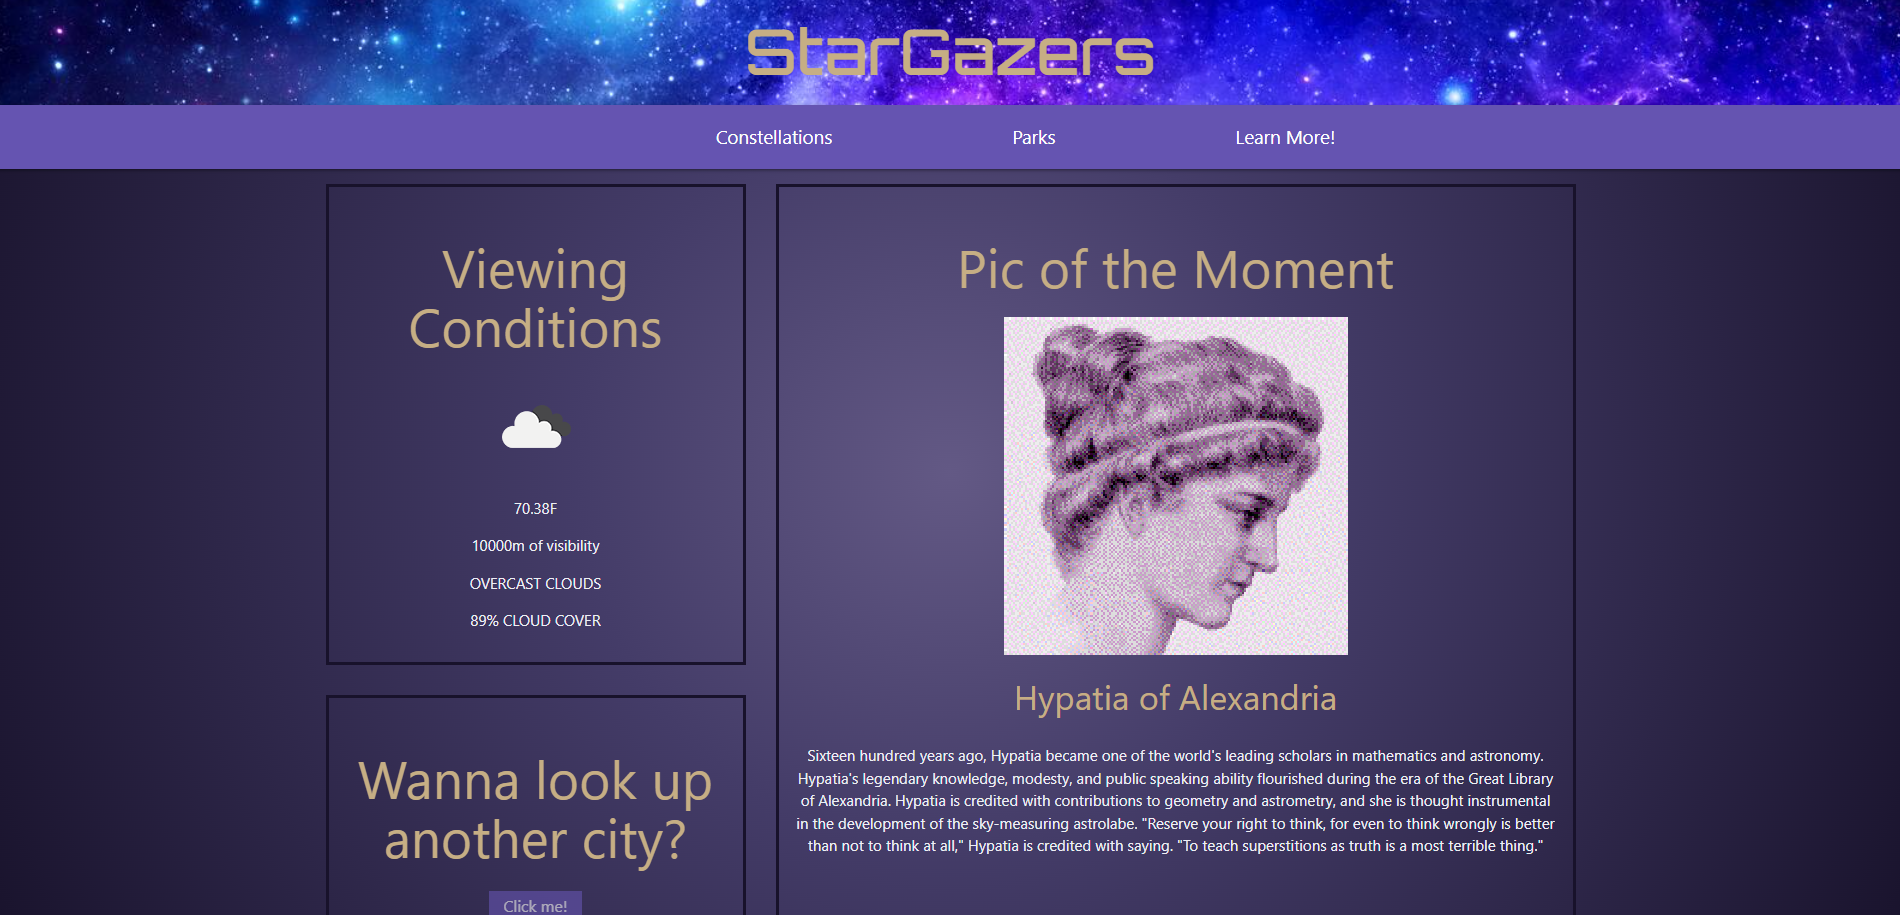 StarGazers
Constellations
Parks
Learn More!
Viewing
Conditions
70.38F
10000m of visibility
OVERCAST CLOUDS
89% CLOUD COVER
Wanna look up
another city?
Click me!
Pic of the Moment
Hypatia of Alexandria
Sixteen hundred years ago, Hypatia became one of the world's leading scholars in mathematics and astronomy.
Hypatia's legendary knowledge, modesty, and public speaking ability flourished during the era of the Great Library
of Alexandria. Hypatia is credited with contributions to geometry and astrometry, and she is thought instrumental
in the development of the sky-measuring astrolabe. "Reserve your right to think, for even to think wrongly is better
than not to think at all," Hypatia is credited with saying. "To teach superstitions as truth is a most terrible thing."